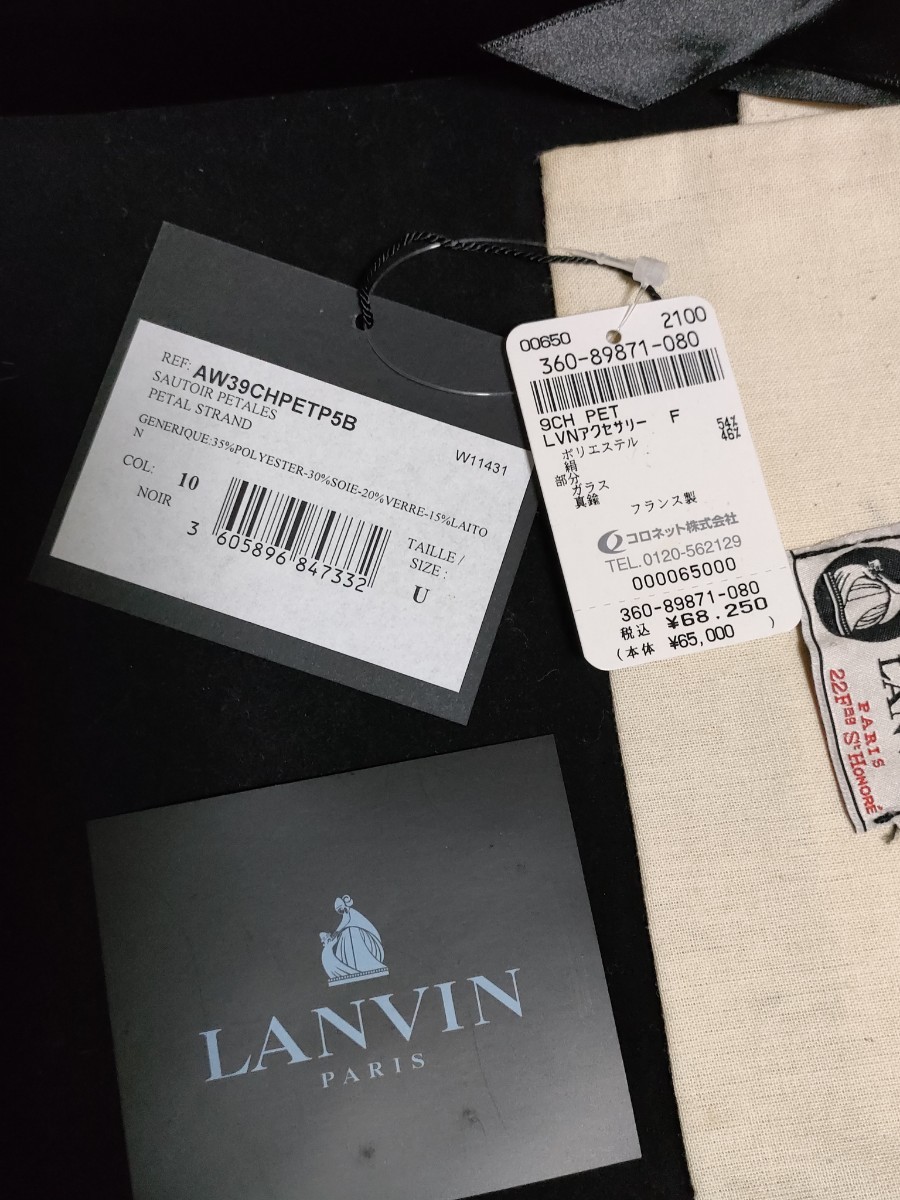 REF: AW39CHPETP5B
SAUTOIR PETALES
PETAL STRAND
W11431
GENERIQUE:35%POLYESTER-30%SOIE-20%VERRE-15%LAITO
N
COL: 10
NOIR
3 605896 847332
TAILLE /
SIZE :
U
00650 2100
360-89871-080
9CH PET
LVNアクセサリー F
ポリエステル 54%
絹 46%
部分
ガラス
真鍮 フランス製
コロネット株式会社
TEL.0120-562129
000065000
360-89871-080
税込 ¥68.250
(本体 ¥65,000 )
LANVIN
PARIS
LAN
PARIS
22Fbg St Honoré